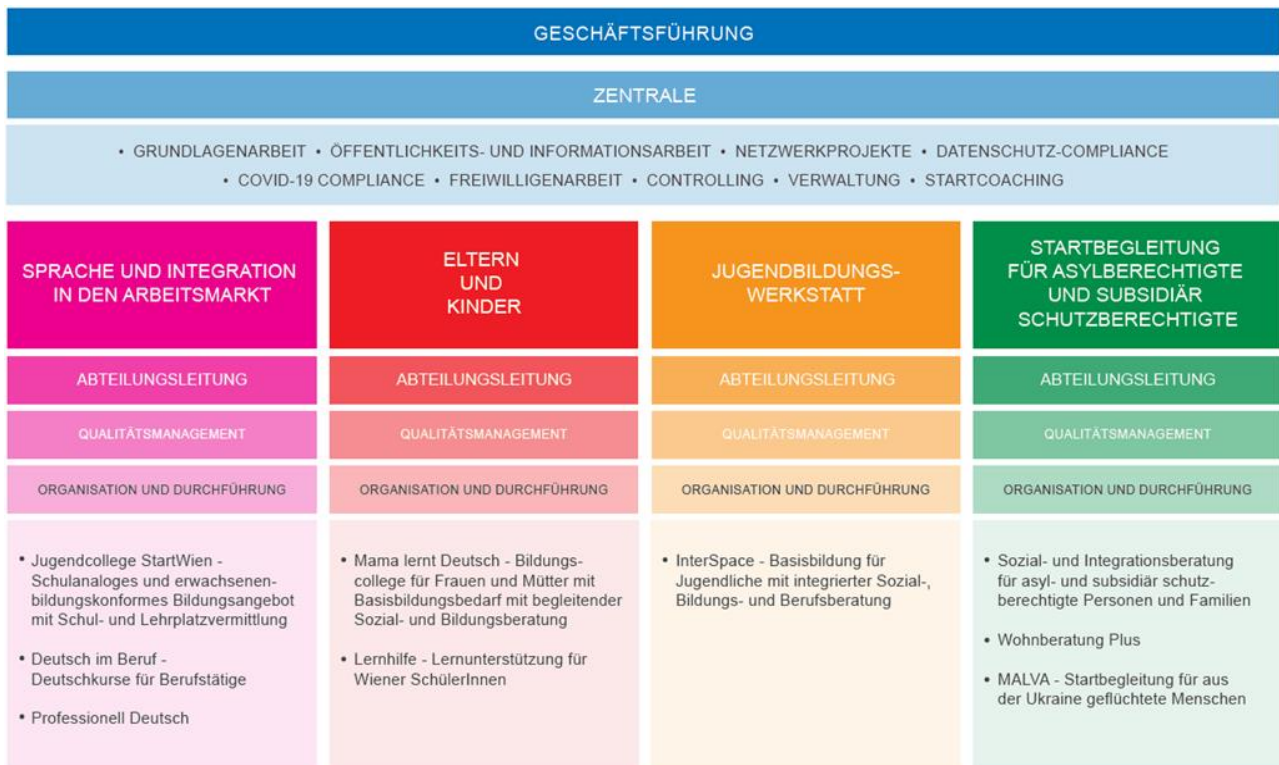 GESCHÄFTSFÜHRUNG
ZENTRALE
• GRUNDLAGENARBEIT • ÖFFENTLICHKEITS- UND INFORMATIONSARBEIT • NETZWERKPROJEKTE • DATENSCHUTZ-COMPLIANCE
• COVID-19 COMPLIANCE • FREIWILLIGENARBEIT • CONTROLLING • VERWALTUNG • STARTCOACHING
SPRACHE UND INTEGRATION
IN DEN ARBEITSMARKT
ABTEILUNGSLEITUNG
QUALITÄTSMANAGEMENT
ORGANISATION UND DURCHFÜHRUNG
• Jugendcollege StartWien -
Schulanaloges und erwachsenen-
bildungskonformes Bildungsangebot
mit Schul- und Lehrplatzvermittlung
• Deutsch im Beruf -
Deutschkurse für Berufstätige
• Professionell Deutsch
ELTERN
UND
KINDER
ABTEILUNGSLEITUNG
QUALITÄTSMANAGEMENT
ORGANISATION UND DURCHFÜHRUNG
• Mama lernt Deutsch - Bildungs-
college für Frauen und Mütter mit
Basisbildungsbedarf mit begleitender
Sozial- und Bildungsberatung
• Lernhilfe - Lernunterstützung für
Wiener SchülerInnen
JUGENDBILDUNGS-
WERKSTATT
ABTEILUNGSLEITUNG
QUALITÄTSMANAGEMENT
ORGANISATION UND DURCHFÜHRUNG
• InterSpace - Basisbildung für
Jugendliche mit integrierter Sozial-,
Bildungs- und Berufsberatung
STARTBEGLEITUNG
FÜR ASYLBERECHTIGTE
UND SUBSIDIÄR
SCHUTZBERECHTIGTE
ABTEILUNGSLEITUNG
QUALITÄTSMANAGEMENT
ORGANISATION UND DURCHFÜHRUNG
• Sozial- und Integrationsberatung
für asyl- und subsidiär schutz-
berechtigte Personen und Familien
• Wohnberatung Plus
• MALVA - Startbegleitung für aus
der Ukraine geflüchtete Menschen